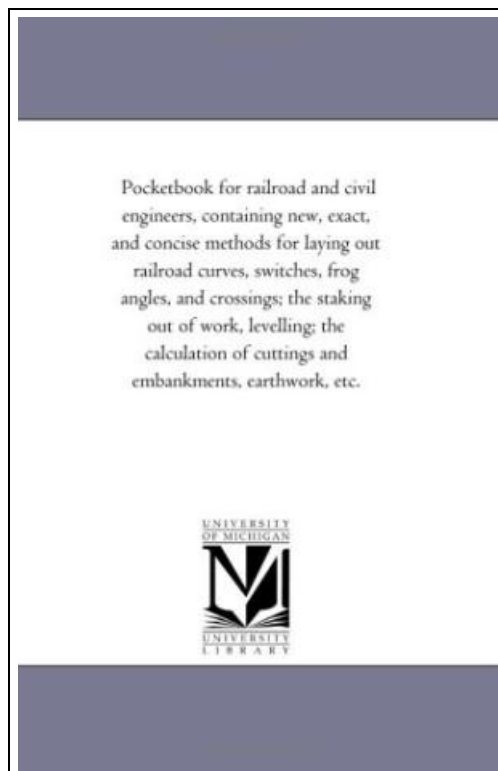 Pocketbook for railroad and civil
engineers, containing new, exact,
and concise methods for laying out
railroad curves, switches, frog
angles, and crossings; the staking
out of work, levelling; the
calculation of cuttings and
embankments, earthwork, etc.
UNIVERSITY
OF MICHIGAN
UNIVERSITY
LIBRARY